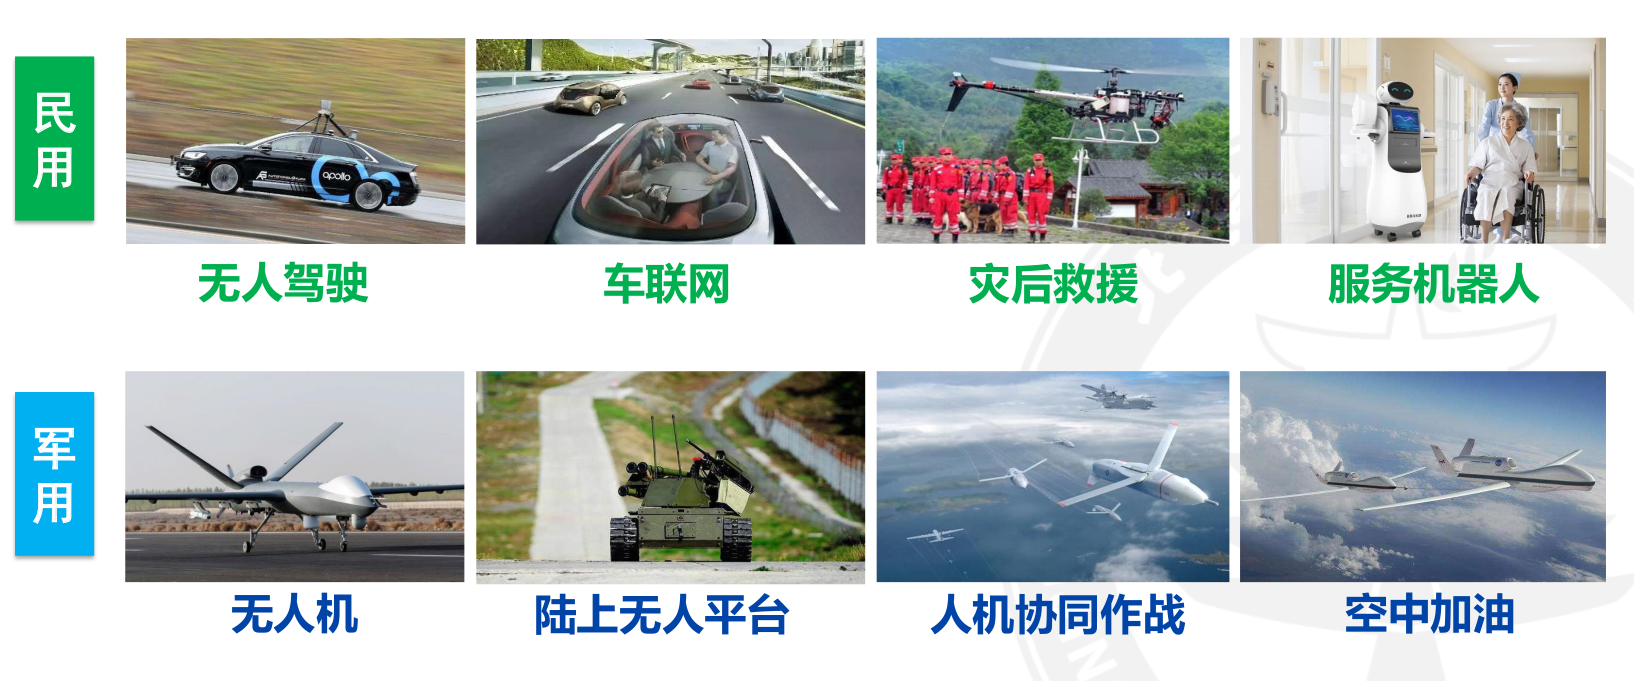 民用
无人驾驶
车联网
灾后救援
服务机器人
apollo
军用
无人机
陆上无人平台
人机协同作战
空中加油